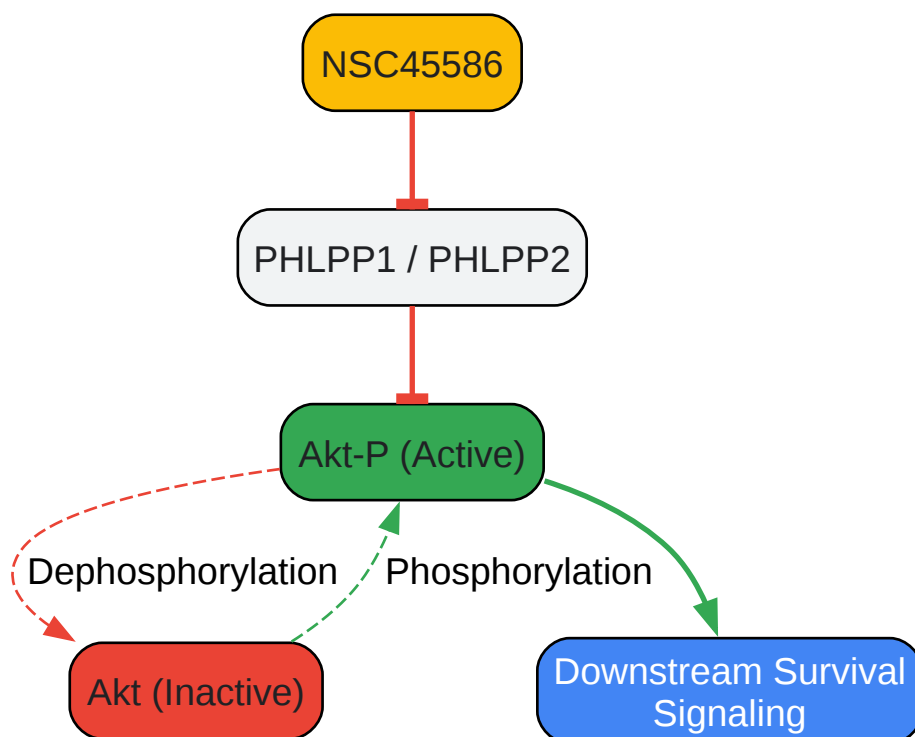 NSC45586
PHLPP1 / PHLPP2
Akt-P (Active)
Dephosphorylation
Phosphorylation
Akt (Inactive)
Downstream Survival
Signaling